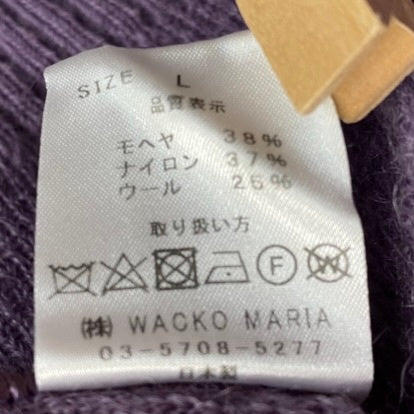 SIZE L
品質表示
モヘヤ 38%
ナイロン 37%
ウール 25%
取り扱い方
F W
㈱ WACKO MARIA
03-5708-5277
日本製